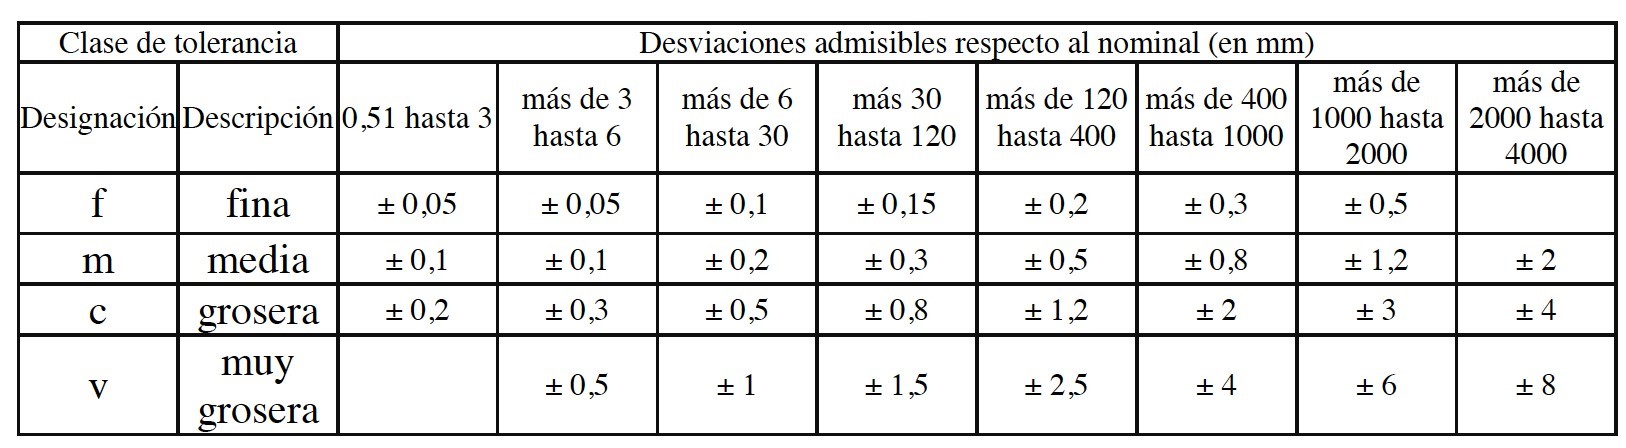 Clase de tolerancia Desviaciones admisibles respecto al nominal (en mm)
Designación Descripción 0,51 hasta 3 más de 3 hasta 6 más de 6 hasta 30 más 30 hasta 120 más de 120 hasta 400 más de 400 hasta 1000 más de 1000 hasta 2000 más de 2000 hasta 4000
f fina ± 0,05 ± 0,05 ± 0,1 ± 0,15 ± 0,2 ± 0,3 ± 0,5
m media ± 0,1 ± 0,1 ± 0,2 ± 0,3 ± 0,5 ± 0,8 ± 1,2 ± 2
c grosera ± 0,2 ± 0,3 ± 0,5 ± 0,8 ± 1,2 ± 2 ± 3 ± 4
v muy grosera ± 0,5 ± 1 ± 1,5 ± 2,5 ± 4 ± 6 ± 8